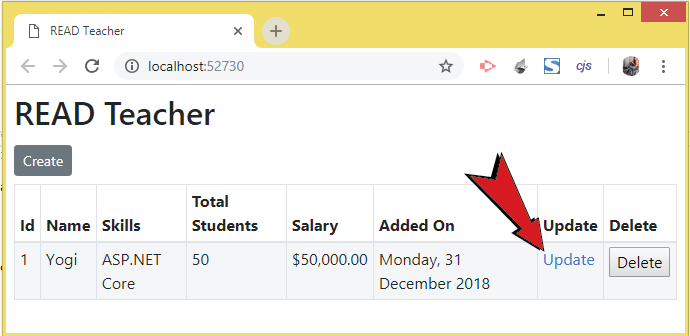 READ Teacher
localhost:52730
cjs
READ Teacher
Create
Id Name Skills Total Students Salary Added On Update Delete
1 Yogi ASP.NET Core 50 $50,000.00 Monday, 31 December 2018 Update Delete